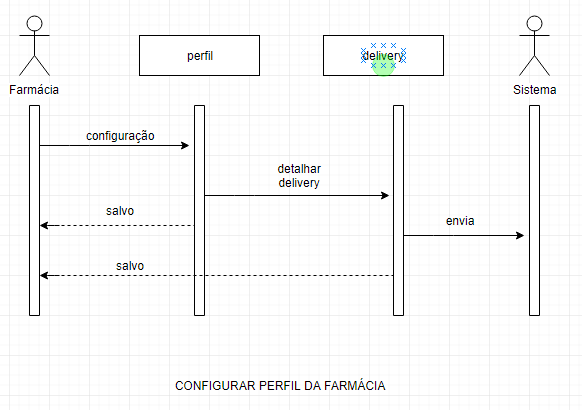 perfil
delivery
Farmácia
Sistema
configuração
detalhar
delivery
salvo
envia
salvo
CONFIGURAR PERFIL DA FARMÁCIA